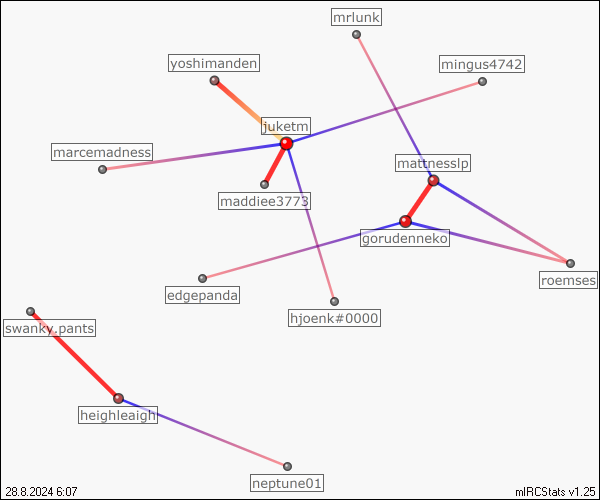 mrlunk
yoshimanden
mingus4742
juketm
marcemadness
mattnesslp
maddiee3773
gorudenneko
roemses
edgepanda
hjoenk#0000
swanky.pants
heighleaigh
neptune01
28.8.2024 6:07
mIRCStats v1.25